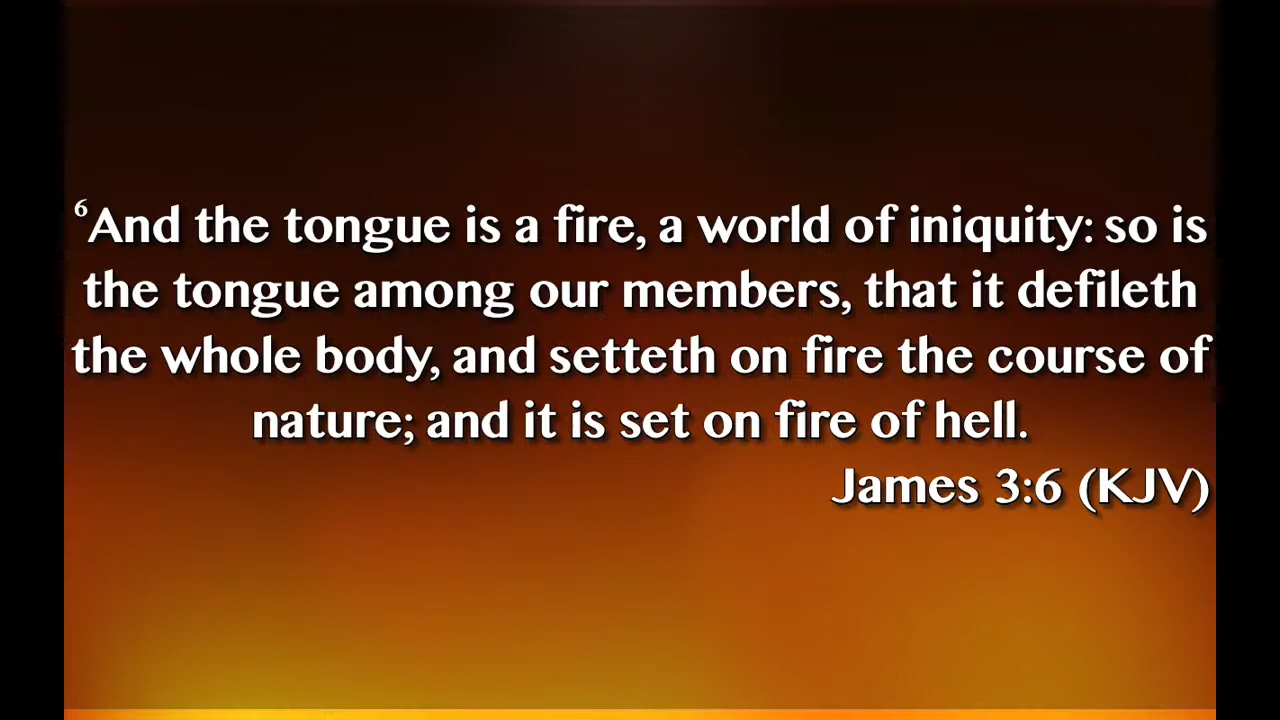 ⁶And the tongue is a fire, a world of iniquity: so is
the tongue among our members, that it defileth
the whole body, and setteth on fire the course of
nature; and it is set on fire of hell.
James 3:6 (KJV)